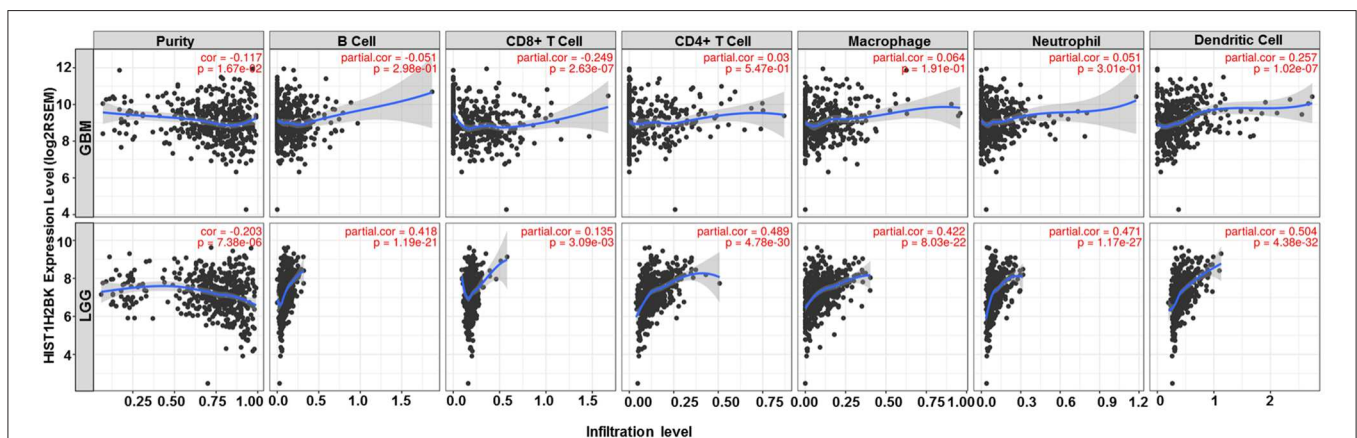 Purity
B Cell
CD8+ T Cell
CD4+ T Cell
Macrophage
Neutrophil
Dendritic Cell
HIST1H2BK Expression Level (log2RSEM)
GBM
12
10
8
6
4
cor = -0.117
p = 1.67e-02
partial.cor = -0.051
p = 2.98e-01
partial.cor = -0.249
p = 2.63e-07
partial.cor = 0.03
p = 5.47e-01
partial.cor = 0.064
p = 1.91e-01
partial.cor = 0.051
p = 3.01e-01
partial.cor = 0.257
p = 1.02e-07
LGG
10
8
6
4
cor = -0.203
p = 7.38e-06
partial.cor = 0.418
p = 1.19e-21
partial.cor = 0.135
p = 3.09e-03
partial.cor = 0.489
p = 4.78e-30
partial.cor = 0.422
p = 8.03e-22
partial.cor = 0.471
p = 1.17e-27
partial.cor = 0.504
p = 4.38e-32
0.25 0.50 0.75 1.00
0.0 0.5 1.0 1.5
0.0 0.5 1.0 1.5
0.00 0.25 0.50 0.75
0.00 0.25 0.50 0.75 1.00
0.0 0.3 0.6 0.9 1.2
0 1 2
Infiltration level